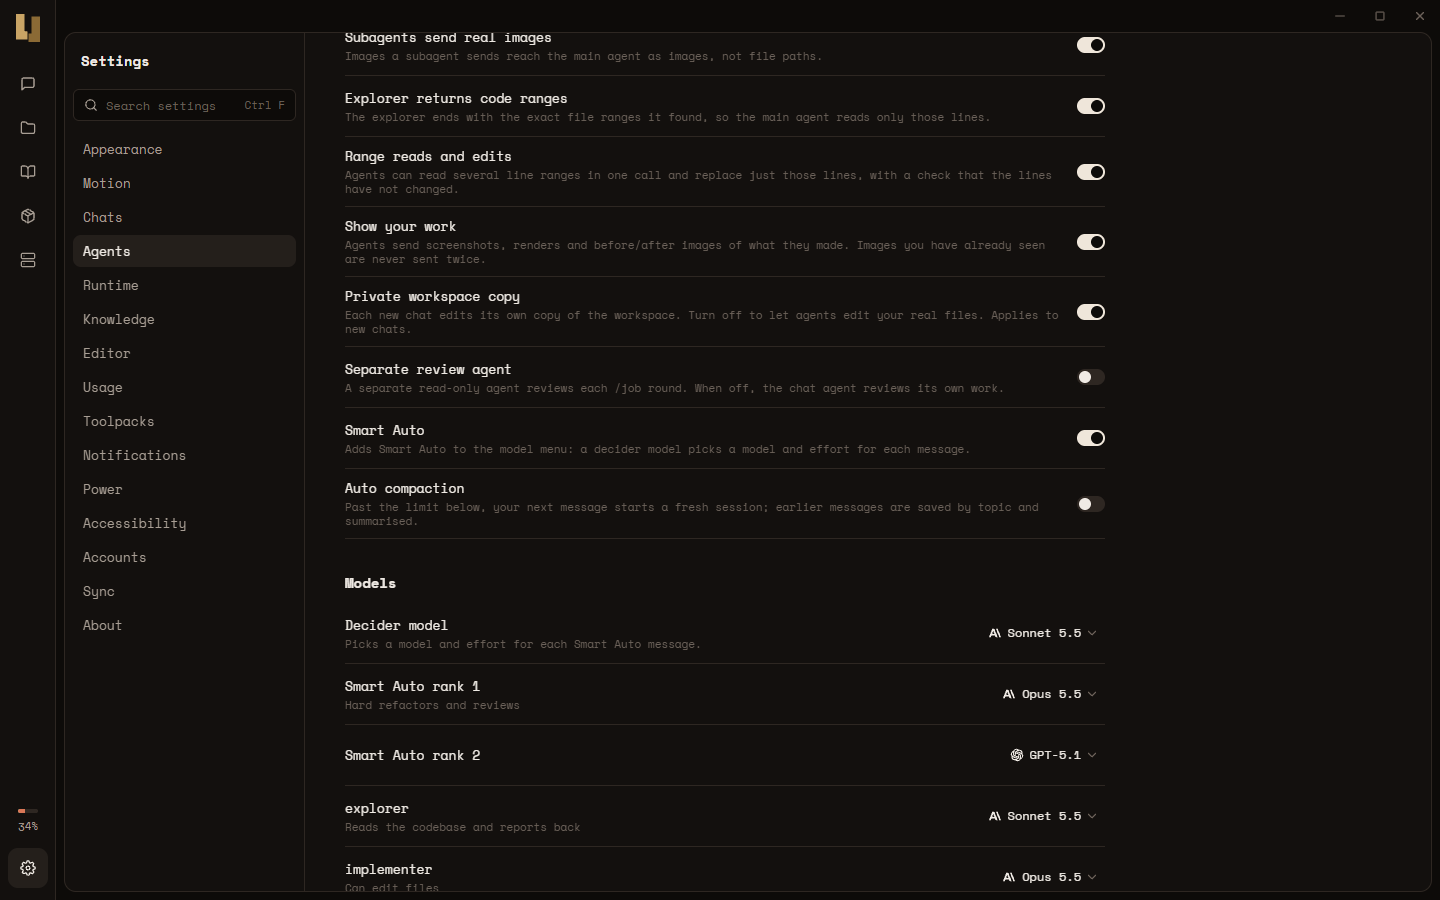 Settings
Search settings Ctrl F
Appearance
Motion
Chats
Agents
Runtime
Knowledge
Editor
Usage
Toolpacks
Notifications
Power
Accessibility
Accounts
Sync
About
34%
Subagents send real images
Images a subagent sends reach the main agent as images, not file paths.
Explorer returns code ranges
The explorer ends with the exact file ranges it found, so the main agent reads only those lines.
Range reads and edits
Agents can read several line ranges in one call and replace just those lines, with a check that the lines
have not changed.
Show your work
Agents send screenshots, renders and before/after images of what they made. Images you have already seen
are never sent twice.
Private workspace copy
Each new chat edits its own copy of the workspace. Turn off to let agents edit your real files. Applies to
new chats.
Separate review agent
A separate read-only agent reviews each /job round. When off, the chat agent reviews its own work.
Smart Auto
Adds Smart Auto to the model menu: a decider model picks a model and effort for each message.
Auto compaction
Past the limit below, your next message starts a fresh session; earlier messages are saved by topic and
summarised.
Models
Decider model
Picks a model and effort for each Smart Auto message.
Sonnet 5.5
Smart Auto rank 1
Hard refactors and reviews
Opus 5.5
Smart Auto rank 2
GPT-5.1
explorer
Reads the codebase and reports back
Sonnet 5.5
implementer
Can edit files
Opus 5.5